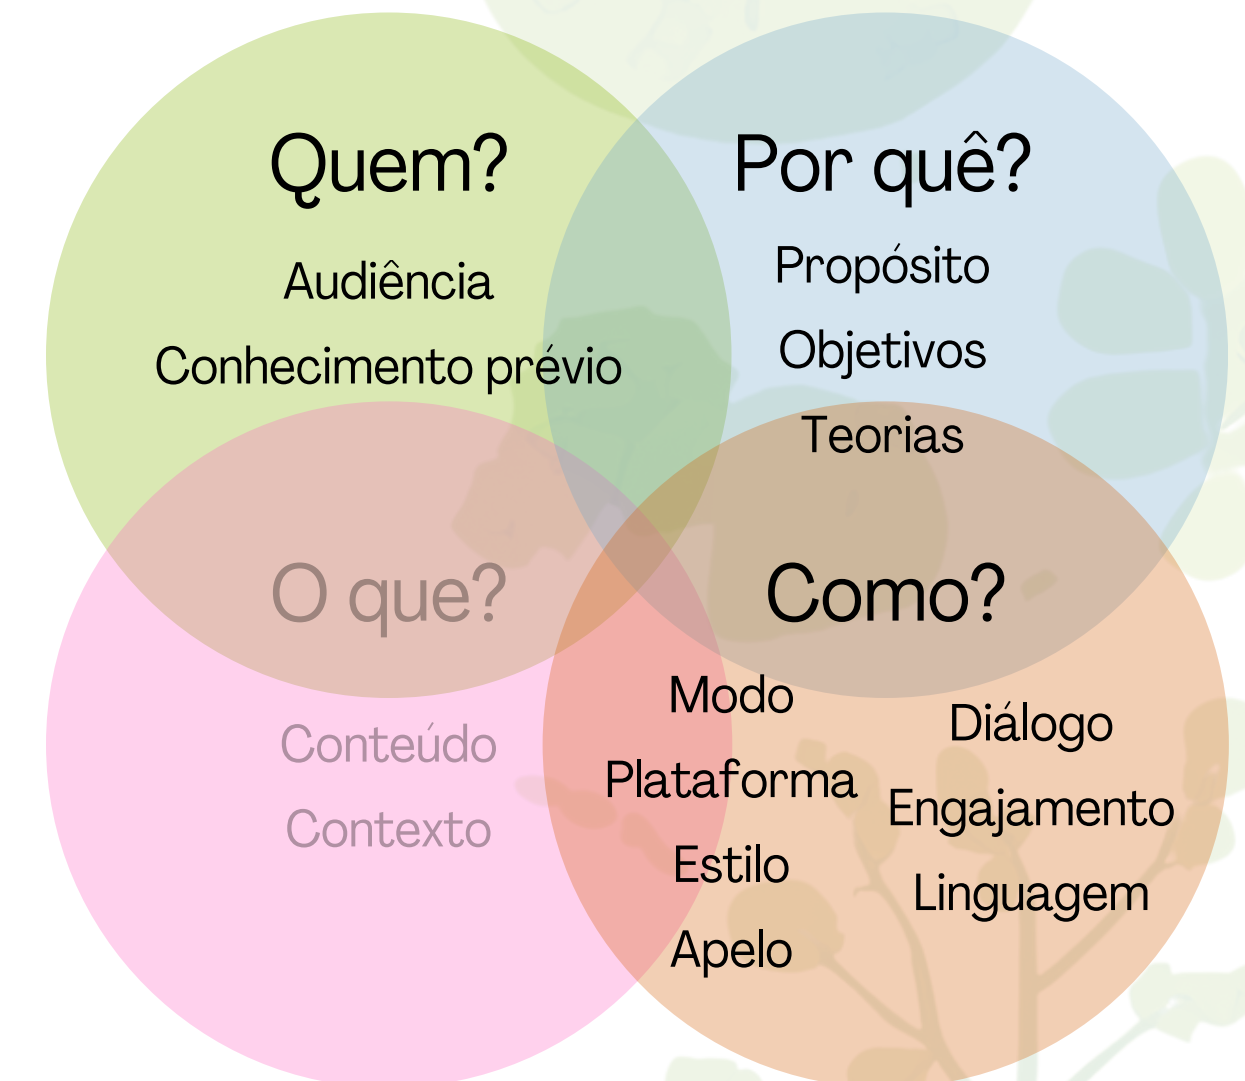 Quem?
Audiência
Conhecimento prévio
Por quê?
Propósito
Objetivos
Teorias
O que?
Conteúdo
Contexto
Como?
Modo
Plataforma
Estilo
Apelo
Diálogo
Engajamento
Linguagem